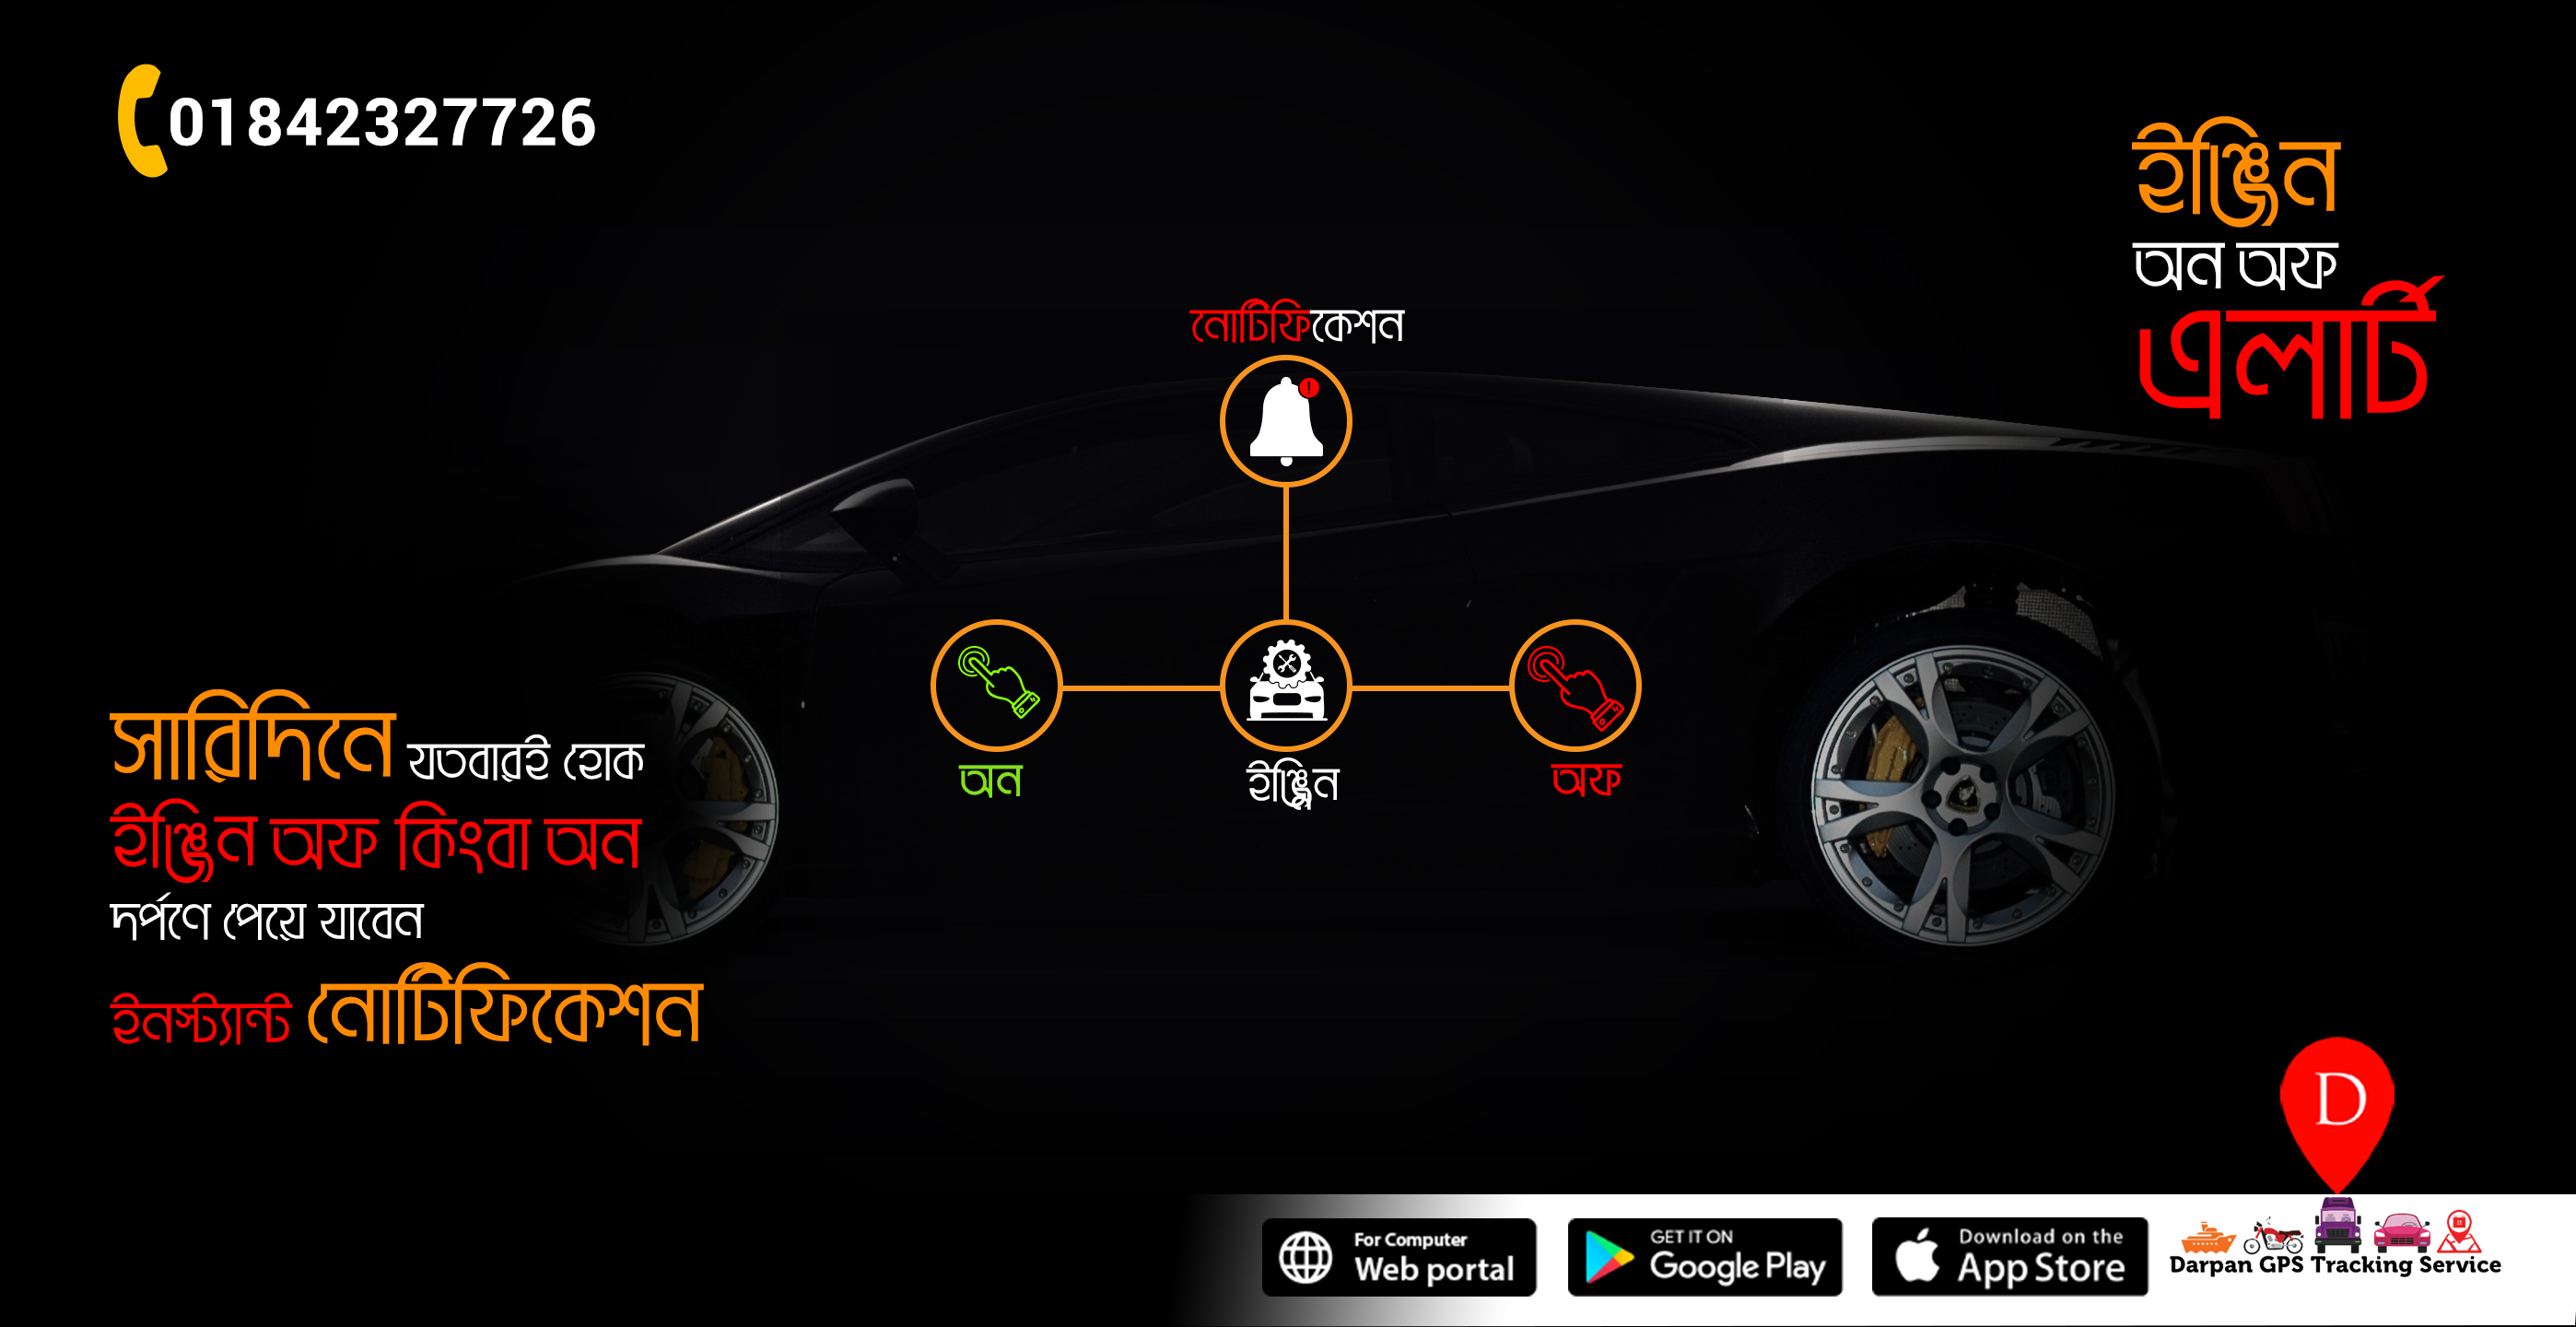 01842327726
ইঞ্জিন
অন অফ
এলার্ট
নোটিফিকেশন
অন
ইঞ্জিন
অফ
সারাদিনে যতবারই হোক
ইঞ্জিন অফ কিংবা অন
দর্পণে পেয়ে যাবেন
ইনস্ট্যান্ট নোটিফিকেশন
D
For Computer
Web portal
GET IT ON
Google Play
Download on the
App Store
Darpan GPS Tracking Service